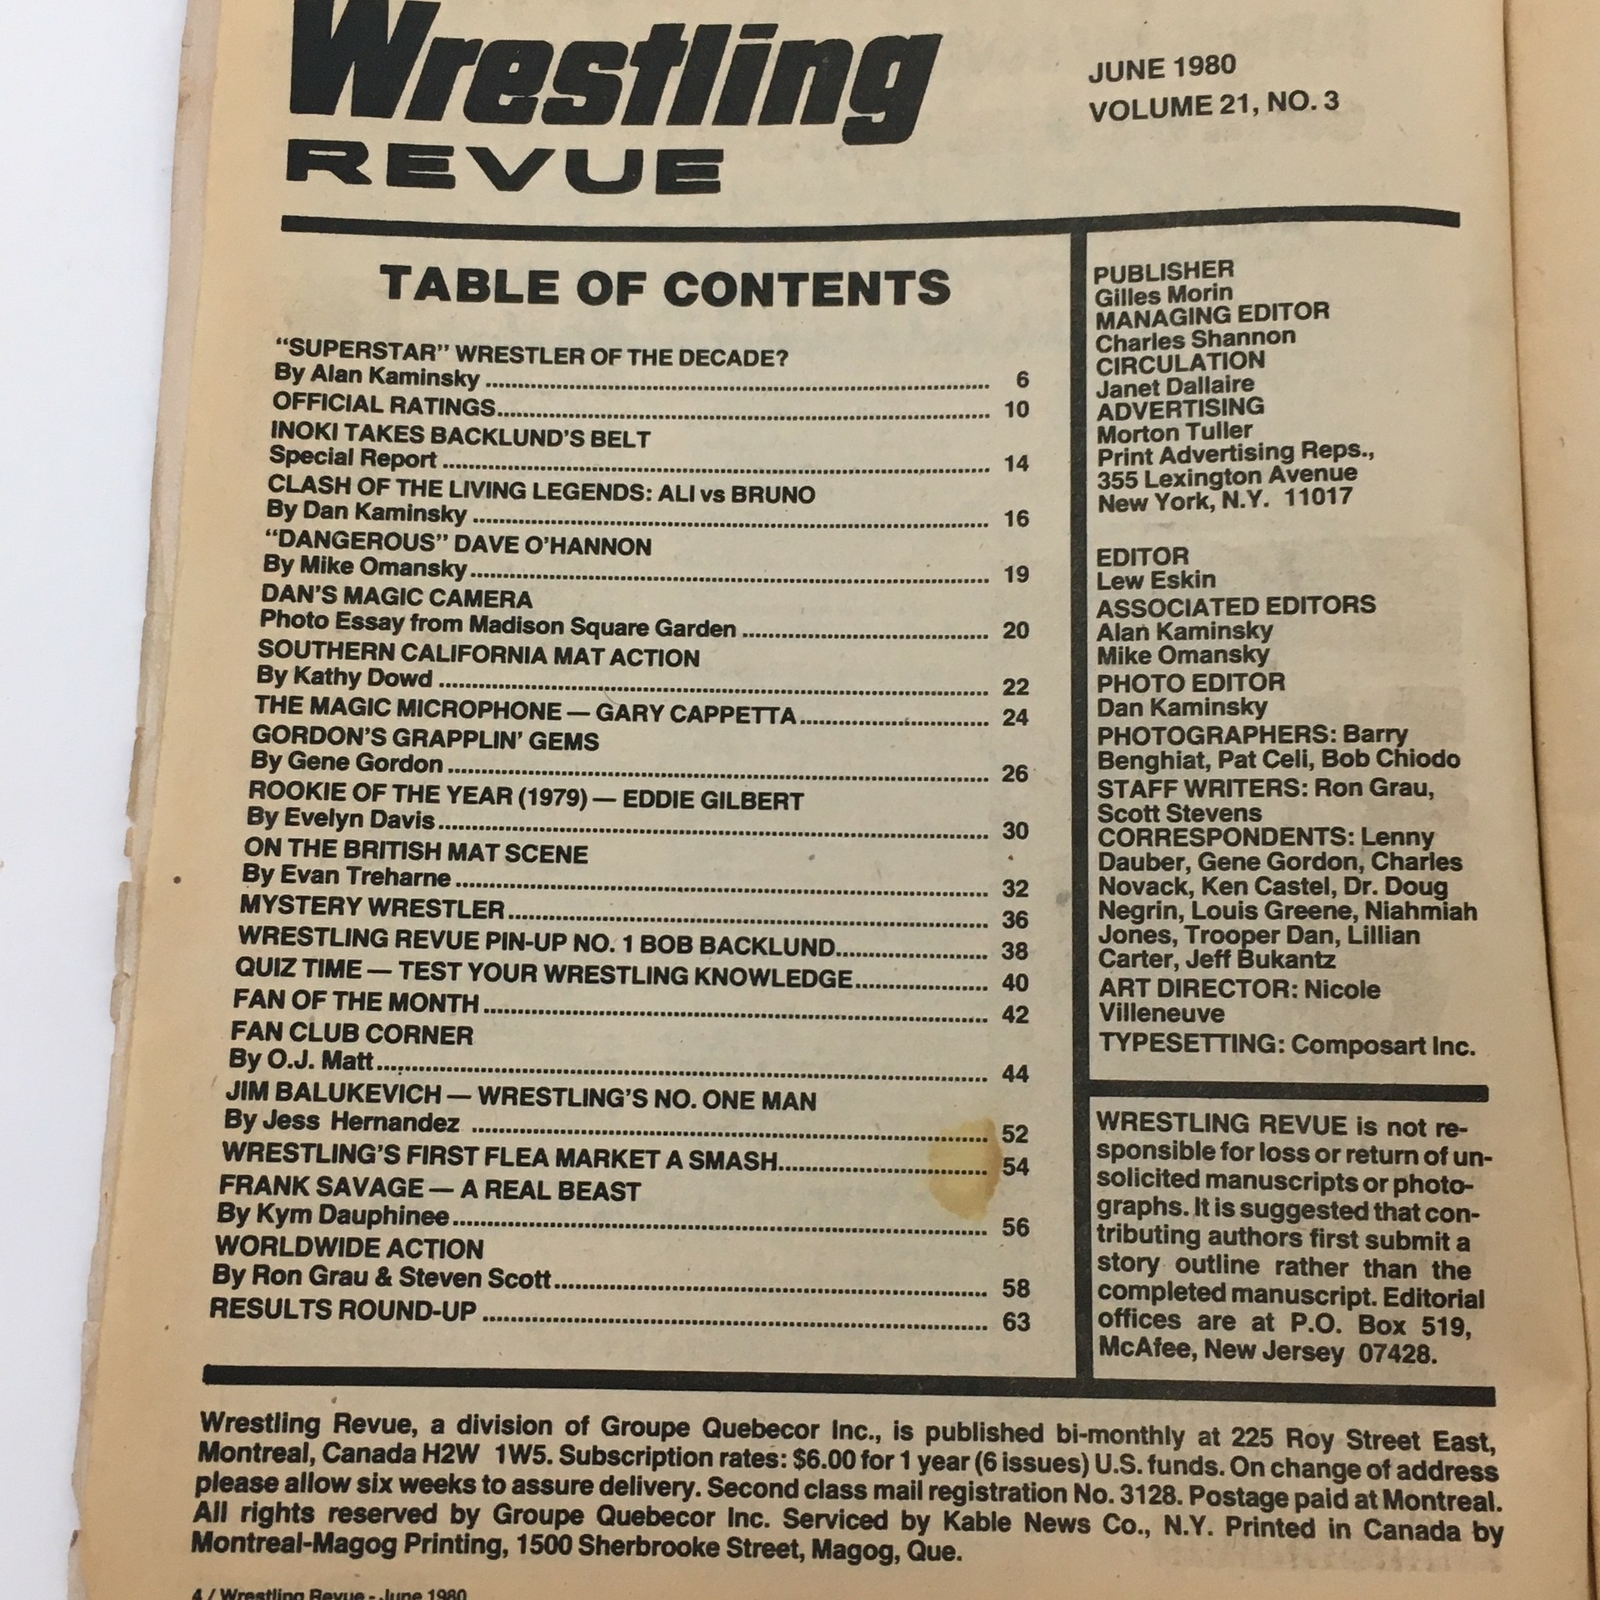 Wrestling
REVUE
JUNE 1980
VOLUME 21, NO. 3
TABLE OF CONTENTS
“SUPERSTAR” WRESTLER OF THE DECADE?
By Alan Kaminsky ........ 6
OFFICIAL RATINGS........ 10
INOKI TAKES BACKLUND’S BELT
Special Report ........ 14
CLASH OF THE LIVING LEGENDS: ALI vs BRUNO
By Dan Kaminsky ........ 16
“DANGEROUS” DAVE O’HANNON
By Mike Omansky........ 19
DAN’S MAGIC CAMERA
Photo Essay from Madison Square Garden ........ 20
SOUTHERN CALIFORNIA MAT ACTION
By Kathy Dowd ........ 22
THE MAGIC MICROPHONE — GARY CAPPETTA........ 24
GORDON’S GRAPPLIN’ GEMS
By Gene Gordon ........ 26
ROOKIE OF THE YEAR (1979) — EDDIE GILBERT
By Evelyn Davis........ 30
ON THE BRITISH MAT SCENE
By Evan Treharne ........ 32
MYSTERY WRESTLER........ 36
WRESTLING REVUE PIN-UP NO. 1 BOB BACKLUND........ 38
QUIZ TIME — TEST YOUR WRESTLING KNOWLEDGE........ 40
FAN OF THE MONTH ........ 42
FAN CLUB CORNER
By O.J. Matt........ 44
JIM BALUKEVICH — WRESTLING’S NO. ONE MAN
By Jess Hernandez ........ 52
WRESTLING’S FIRST FLEA MARKET A SMASH........ 54
FRANK SAVAGE — A REAL BEAST
By Kym Dauphinee........ 56
WORLDWIDE ACTION
By Ron Grau & Steven Scott........ 58
RESULTS ROUND-UP ........ 63
PUBLISHER
Gilles Morin
MANAGING EDITOR
Charles Shannon
CIRCULATION
Janet Dallaire
ADVERTISING
Morton Tuller
Print Advertising Reps.,
355 Lexington Avenue
New York, N.Y. 11017
EDITOR
Lew Eskin
ASSOCIATED EDITORS
Alan Kaminsky
Mike Omansky
PHOTO EDITOR
Dan Kaminsky
PHOTOGRAPHERS: Barry
Benghiat, Pat Celi, Bob Chiodo
STAFF WRITERS: Ron Grau,
Scott Stevens
CORRESPONDENTS: Lenny
Dauber, Gene Gordon, Charles
Novack, Ken Castel, Dr. Doug
Negrin, Louis Greene, Niahmiah
Jones, Trooper Dan, Lillian
Carter, Jeff Bukantz
ART DIRECTOR: Nicole
Villeneuve
TYPESETTING: Composart Inc.
WRESTLING REVUE is not re-
sponsible for loss or return of un-
solicited manuscripts or photo-
graphs. It is suggested that con-
tributing authors first submit a
story outline rather than the
completed manuscript. Editorial
offices are at P.O. Box 519,
McAfee, New Jersey 07428.
Wrestling Revue, a division of Groupe Quebecor Inc., is published bi-monthly at 225 Roy Street East,
Montreal, Canada H2W 1W5. Subscription rates: $6.00 for 1 year (6 issues) U.S. funds. On change of address
please allow six weeks to assure delivery. Second class mail registration No. 3128. Postage paid at Montreal.
All rights reserved by Groupe Quebecor Inc. Serviced by Kable News Co., N.Y. Printed in Canada by
Montreal-Magog Printing, 1500 Sherbrooke Street, Magog, Que.
4 / Wrestling Revue - June 1980